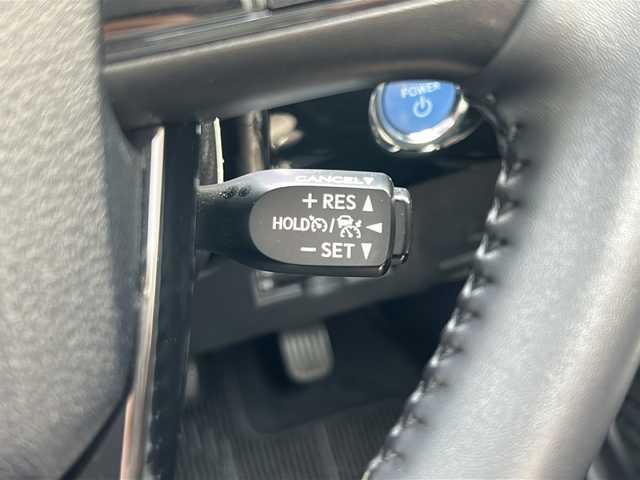 POWER
CANCEL▼
+ RES ▲
HOLD / ◀
− SET ▼